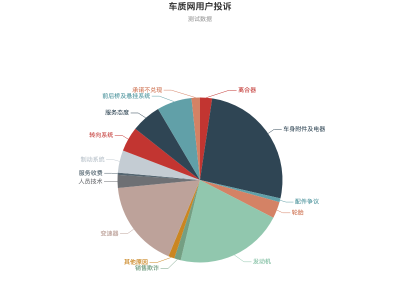 车质网用户投诉
测试数据
承诺不兑现
离合器
前后桥及悬挂系统
服务态度
车身附件及电器
转向系统
制动系统
服务收费
人员技术
配件争议
轮胎
变速器
发动机
其他原因
销售欺诈